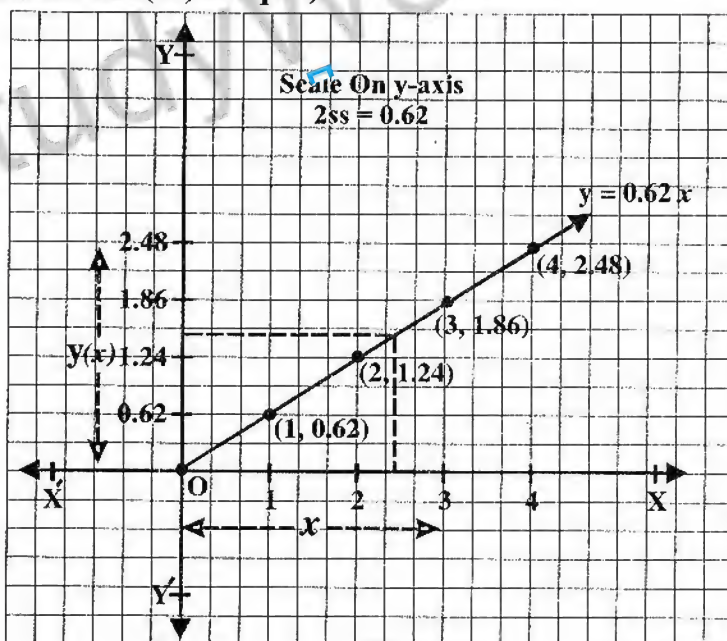 Y
Scale On y-axis
2ss = 0.62
y = 0.62 x
2.48
(4, 2.48)
1.86
(3, 1.86)
y(x)
1.24
(2, 1.24)
0.62
(1, 0.62)
X′
O
1
2
3
4
X
x
Y′